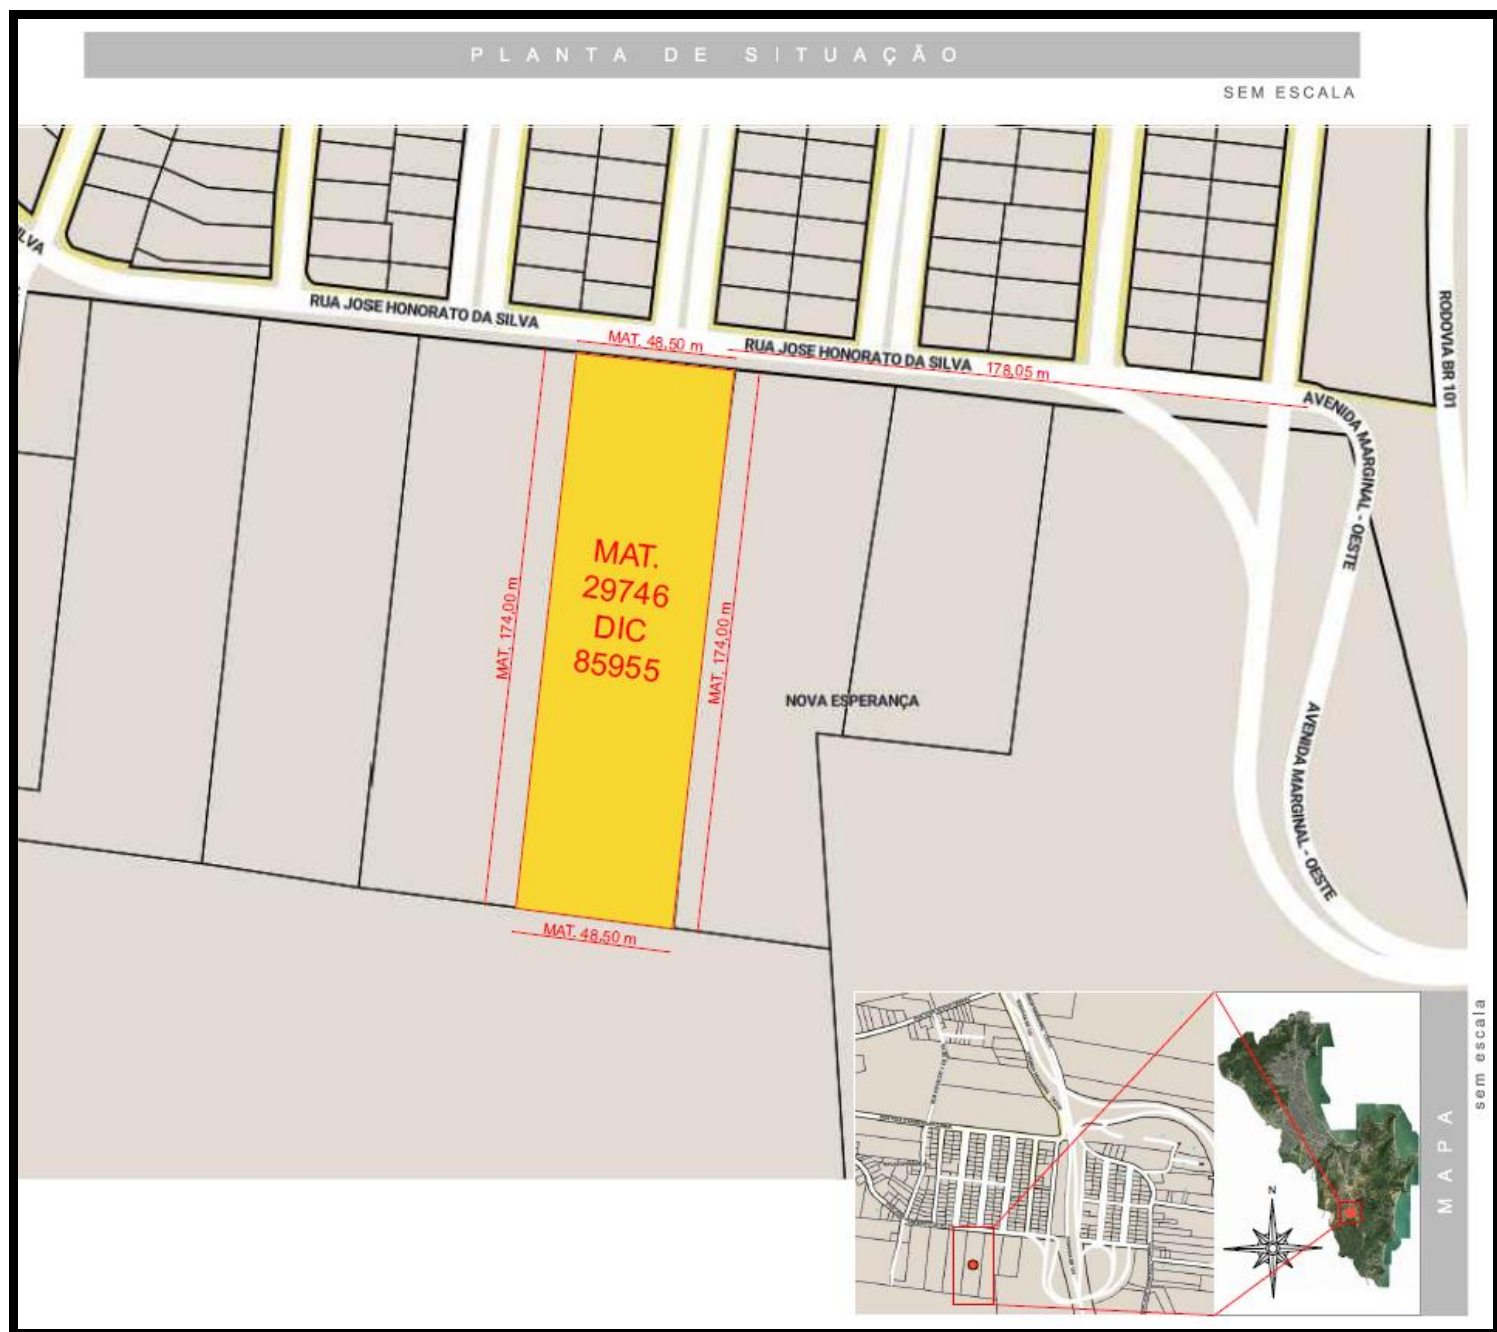 PLANTA DE SITUAÇÃO
SEM ESCALA
ILVA
RUA JOSE HONORATO DA SILVA
MAT. 48,50 m
RUA JOSE HONORATO DA SILVA
178,05 m
RODOVIA BR 101
AVENIDA MARGINAL - OESTE
MAT.
29746
DIC
85955
MAT. 174,00 m
MAT. 174,00 m
NOVA ESPERANÇA
AVENIDA MARGINAL - OESTE
MAT. 48,50 m
N
MAPA
sem escala